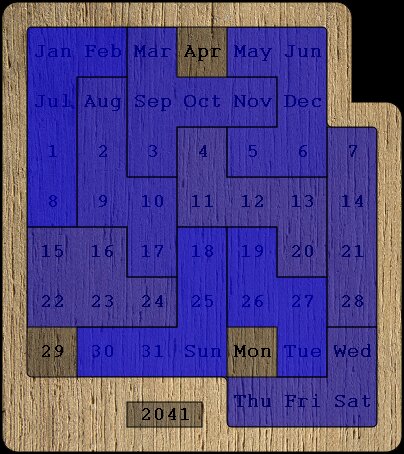 Jan Feb Mar Apr May Jun
Jul Aug Sep Oct Nov Dec
1 2 3 4 5 6 7
8 9 10 11 12 13 14
15 16 17 18 19 20 21
22 23 24 25 26 27 28
29 30 31 Sun Mon Tue Wed
Thu Fri Sat
2041